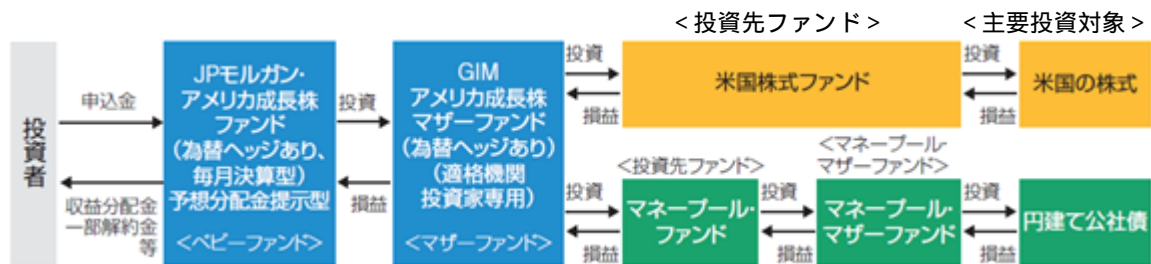 <投資先ファンド>
<主要投資対象>
投資者
申込金
収益分配金
一部解約金
等
JPモルガン・
アメリカ成長株
ファンド
(為替ヘッジあり、
毎月決算型)
予想分配金提示型
<ベビーファンド>
投資
損益
GIM
アメリカ成長株
マザーファンド
(為替ヘッジあり)
(適格機関
投資家専用)
<マザーファンド>
投資
損益
米国株式ファンド
投資
損益
米国の株式
投資
損益
<投資先ファンド>
マネープール・
ファンド
投資
損益
<マネープール・
マザーファンド>
マネープール・
マザーファンド
投資
損益
円建て公社債